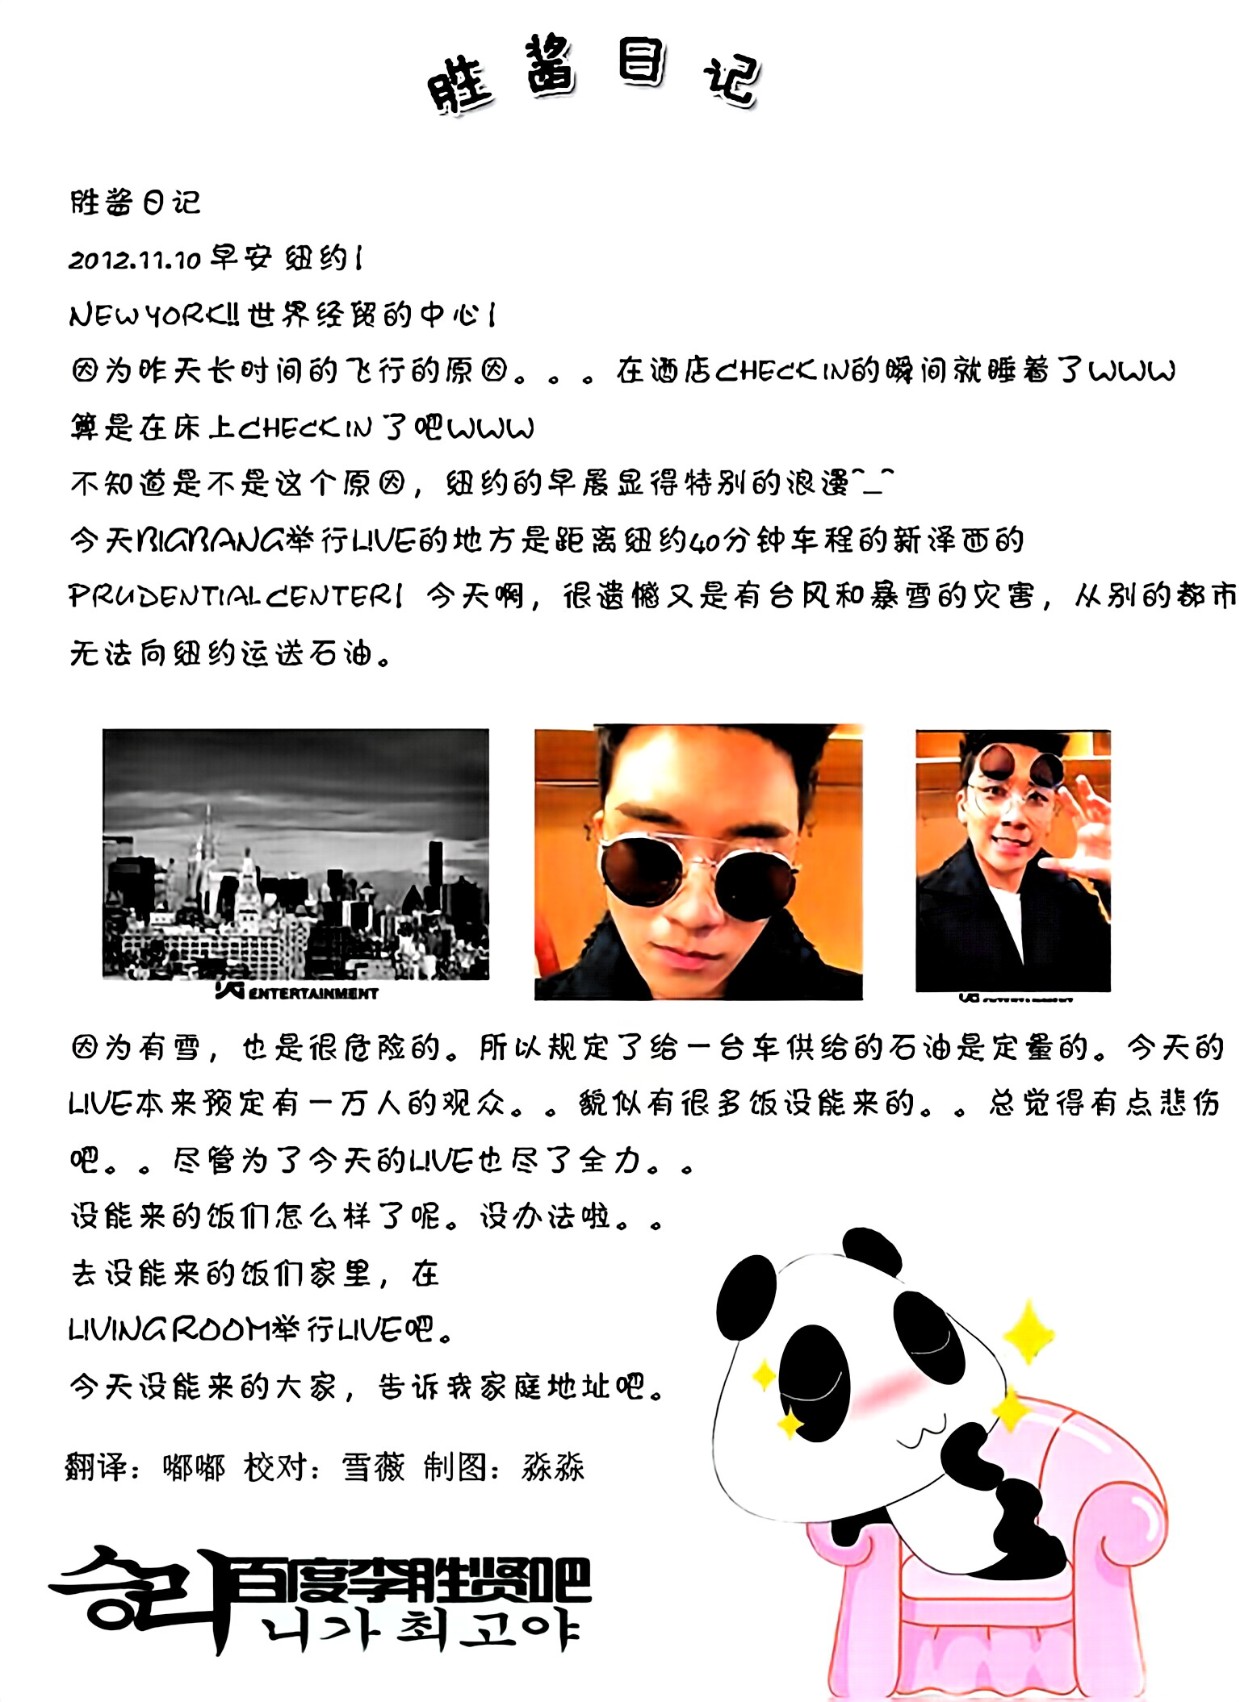 胜酱日记
胜酱日记
2012.11.10 早安 纽约!
NEW YORK!! 世界经贸的中心!
因为昨天长时间的飞行的原因。。。在酒店CHECK IN的瞬间就睡着了WWW
算是在床上CHECK IN 了吧WWW
不知道是不是这个原因，纽约的早晨显得特别的浪漫^_^
今天BIGBANG举行LIVE的地方是距离纽约40分钟车程的新泽西的
PRUDENTIAL CENTER! 今天啊，很遗憾又是有台风和暴雪的灾害，从别的都市
无法向纽约运送石油。
YG ENTERTAINMENT
因为有雪，也是很危险的。所以规定了给一台车供给的石油是定量的。今天的
LIVE本来预定有一万人的观众。。貌似有很多饭没能来的。。总觉得有点悲伤
吧。。尽管为了今天的LIVE也尽了全力。。
没能来的饭们怎么样了呢。没办法啦。。
去没能来的饭们家里，在
LIVING ROOM举行LIVE吧。
今天没能来的大家，告诉我家庭地址吧。
翻译：嘟嘟 校对：雪薇 制图：淼淼
승리 百度李胜贤吧
니가 최고야